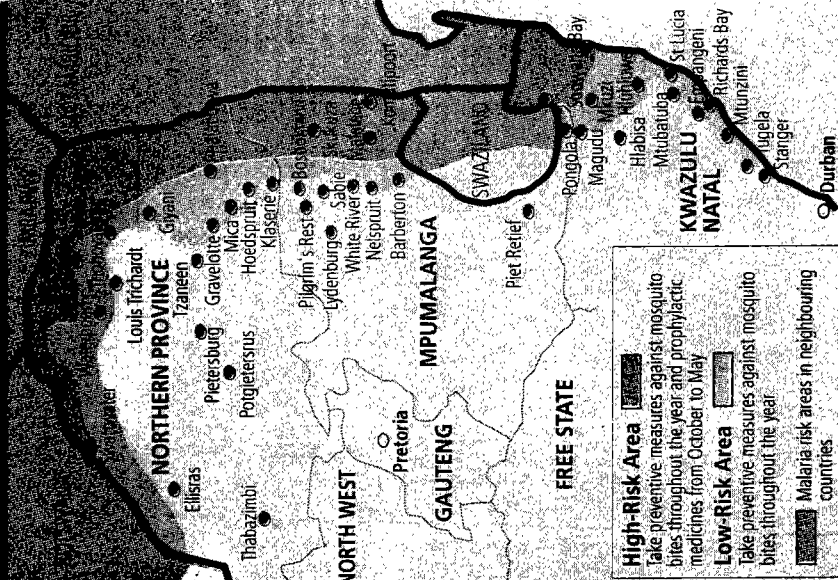 Louis Trichardt
Giyani
NORTHERN PROVINCE
Tzaneen
Gravelotte
Mica
Hoedspruit
Klaserie
Pietersburg
Potgietersrus
Ellisras
Thabazimbi
Pilgrim's Rest
Lydenburg
Sabie
White River
Nelspruit
Barberton
MPUMALANGA
Pretoria
GAUTENG
NORTH WEST
FREE STATE
SWAZILAND
Piet Retief
Pongola
Magudu
Mkuzi
Hlabisa
Mtubatuba
St Lucia
Richards Bay
Mtunzini
Tugela
Stanger
KWAZULU
NATAL
Durban
High-Risk Area
Take preventive measures against mosquito
bites throughout the year and prophylactic
medicines from October to May
Low-Risk Area
Take preventive measures against mosquito
bites throughout the year
Malaria risk areas in neighbouring
countries